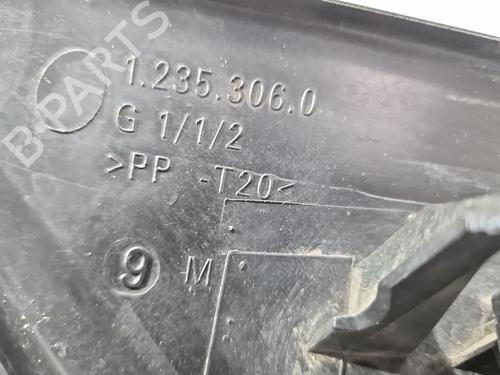 B-PARTS
1.235.306.0
G 1/1/2
>PP -T20<
9 M